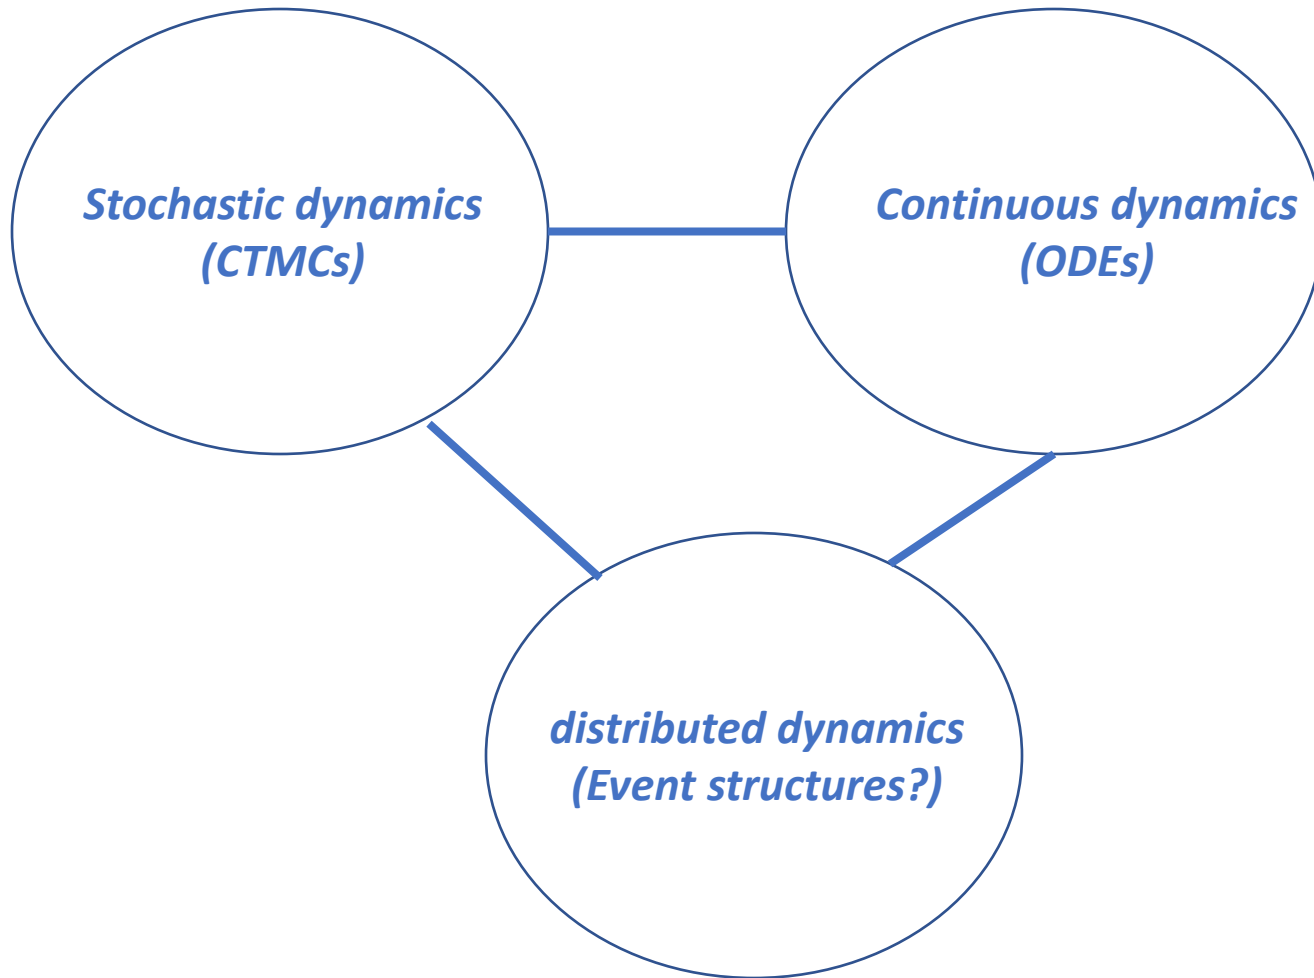 Stochastic dynamics
(CTMCs)
Continuous dynamics
(ODEs)
distributed dynamics
(Event structures?)